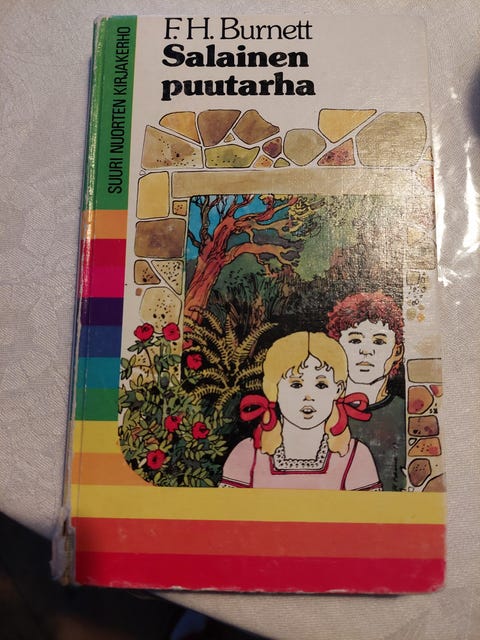 F. H. Burnett
Salainen
puutarha
SUURI NUORTEN KIRJAKERHO